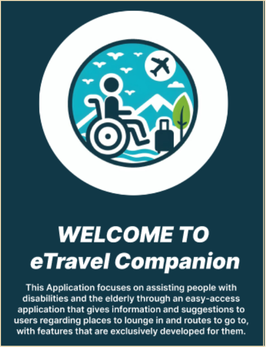 WELCOME TO
eTravel Companion
This Application focuses on assisting people with
disabilities and the elderly through an easy-access
application that gives information and suggestions to
users regarding places to lounge in and routes to go to,
with features that are exclusively developed for them.